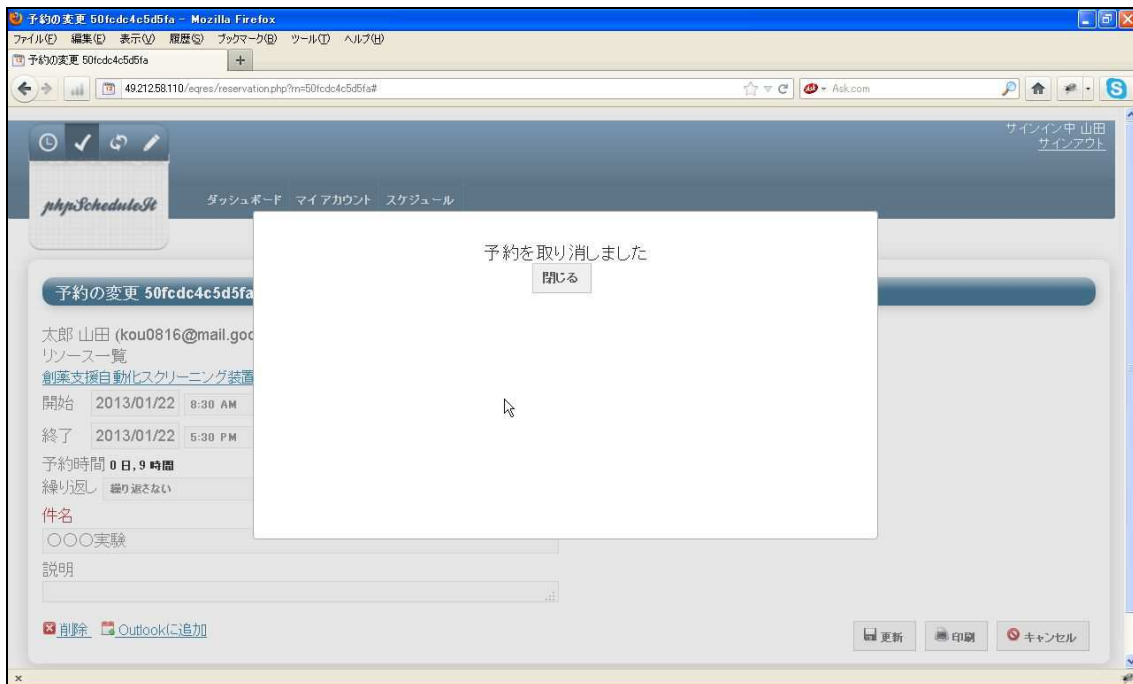 予約の変更 50fcdc4c5d5fa - Mozilla Firefox
ファイル(F) 編集(E) 表示(V) 履歴(S) ブックマーク(B) ツール(T) ヘルプ(H)
予約の変更 50fcdc4c5d5fa +
49.212.58.110/eqres/reservation.php?rn=50fcdc4c5d5fa# Ask.com
サインイン中 山田
サインアウト
phpScheduleIt ダッシュボード マイ アカウント スケジュール
予約を取り消しました
閉じる
予約の変更 50fcdc4c5d5fa
太郎 山田 (kou0816@mail.goo
リソース一覧
創薬支援自動化スクリーニング装置
開始 2013/01/22 8:30 AM
終了 2013/01/22 5:30 PM
予約時間 0 日, 9 時間
繰り返し 繰り返さない
件名
〇〇〇実験
説明
削除 Outlookに追加
更新 印刷 キャンセル